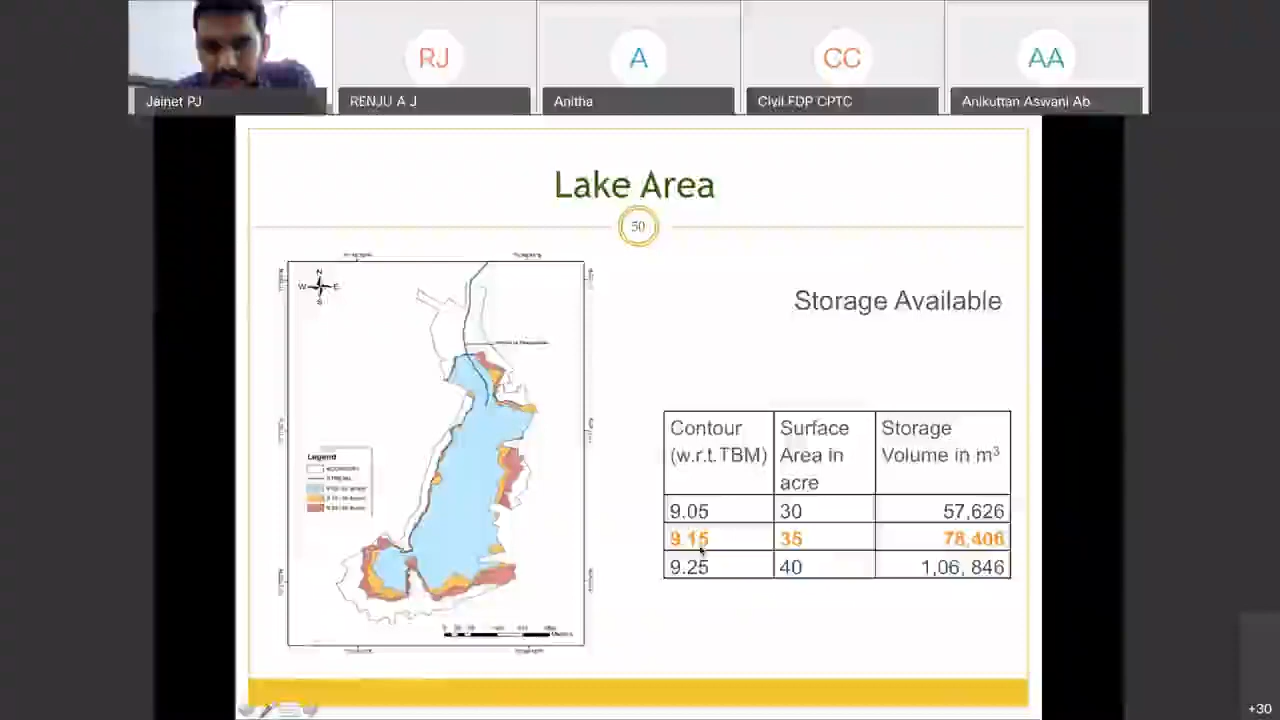 RJ
A
CC
AA
Jainet PJ
RENJU A J
Anitha
Civil FDP CPTC
Anikuttan Aswani Ab
Lake Area
50
Storage Available
N
W E
S
Legend
BOUNDARY
STREAM
Contour (w.r.t.TBM) Surface Area in acre Storage Volume in m³
9.05 30 57,626
9.15 35 78,406
9.25 40 1,06, 846
+30